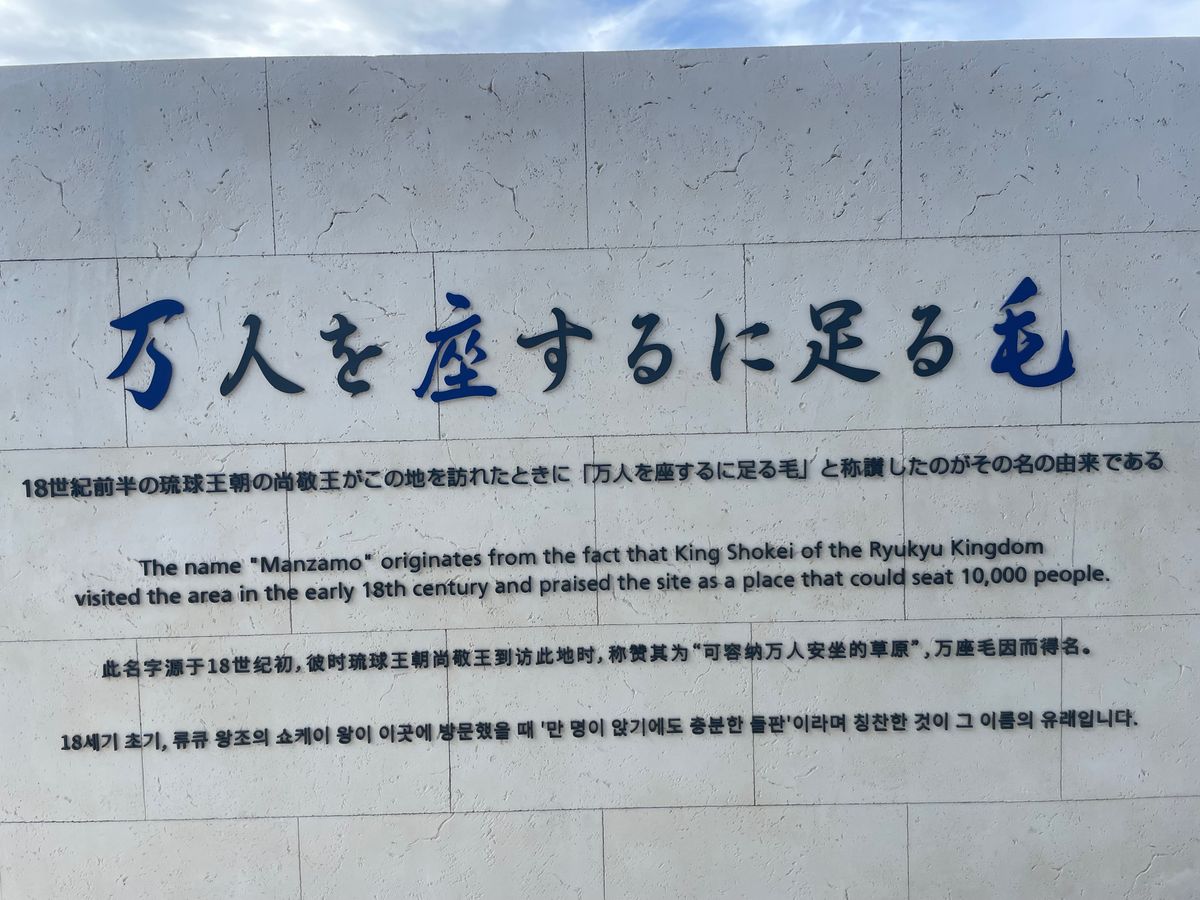 万人を座するに足る毛
18世紀前半の琉球王朝の尚敬王がこの地を訪れたときに「万人を座するに足る毛」と称讃したのがその名の由来である
The name "Manzamo" originates from the fact that King Shokei of the Ryukyu Kingdom
visited the area in the early 18th century and praised the site as a place that could seat 10,000 people.
此名字源于18世纪初，彼时琉球王朝尚敬王到访此地时，称赞其为“可容纳万人安坐的草原”，万座毛因而得名。
18세기 초기, 류큐 왕조의 쇼케이 왕이 이곳에 방문했을 때 '만 명이 앉기에도 충분한 들판'이라며 칭찬한 것이 그 이름의 유래입니다.